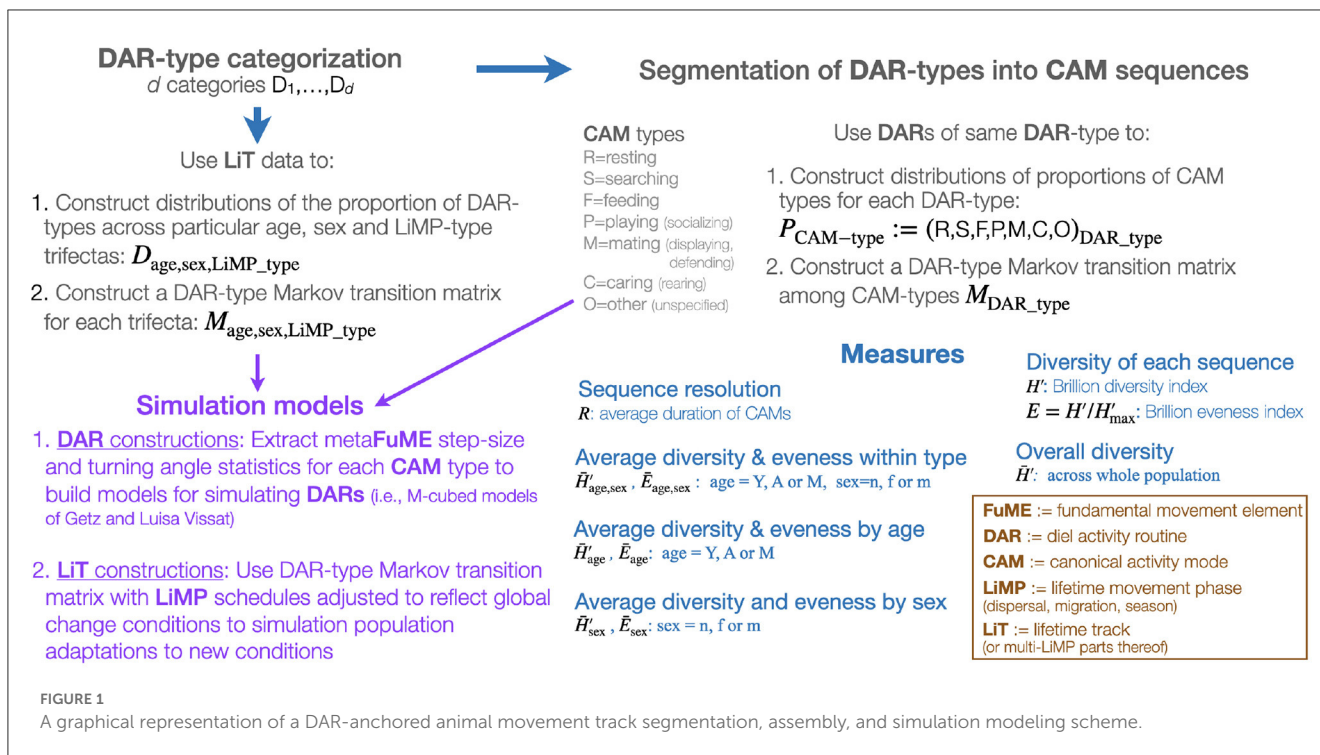 DAR-type categorization
d categories D1,...,Dd
Use LiT data to:
1. Construct distributions of the proportion of DAR-
types across particular age, sex and LiMP-type
trifectas: D age,sex,LiMP_type
2. Construct a DAR-type Markov transition matrix
for each trifecta: M age,sex,LiMP_type
Simulation models
1. DAR constructions: Extract metaFuME step-size
and turning angle statistics for each CAM type to
build models for simulating DARs (i.e., M-cubed models
of Getz and Luisa Vissat)
2. LiT constructions: Use DAR-type Markov transition
matrix with LiMP schedules adjusted to reflect global
change conditions to simulation population
adaptations to new conditions
Segmentation of DAR-types into CAM sequences
CAM types
R=resting
S=searching
F=feeding
P=playing (socializing)
M=mating (displaying,
defending)
C=caring (rearing)
O=other (unspecified)
Use DARs of same DAR-type to:
1. Construct distributions of proportions of CAM
types for each DAR-type:
P CAM−type := (R,S,F,P,M,C,O) DAR_type
2. Construct a DAR-type Markov transition matrix
among CAM-types M DAR_type
Measures
Sequence resolution
R: average duration of CAMs
Average diversity & eveness within type
H̄′age,sex , Ēage,sex : age = Y, A or M, sex=n, f or m
Average diversity & eveness by age
H̄′age , Ēage: age = Y, A or M
Average diversity and eveness by sex
H̄′sex , Ēsex: sex = n, f or m
Diversity of each sequence
H′: Brillion diversity index
E = H′/H′max: Brillion eveness index
Overall diversity
H̄′: across whole population
FuME := fundamental movement element
DAR := diel activity routine
CAM := canonical activity mode
LiMP := lifetime movement phase
(dispersal, migration, season)
LiT := lifetime track
(or multi-LiMP parts thereof)
FIGURE 1
A graphical representation of a DAR-anchored animal movement track segmentation, assembly, and simulation modeling scheme.